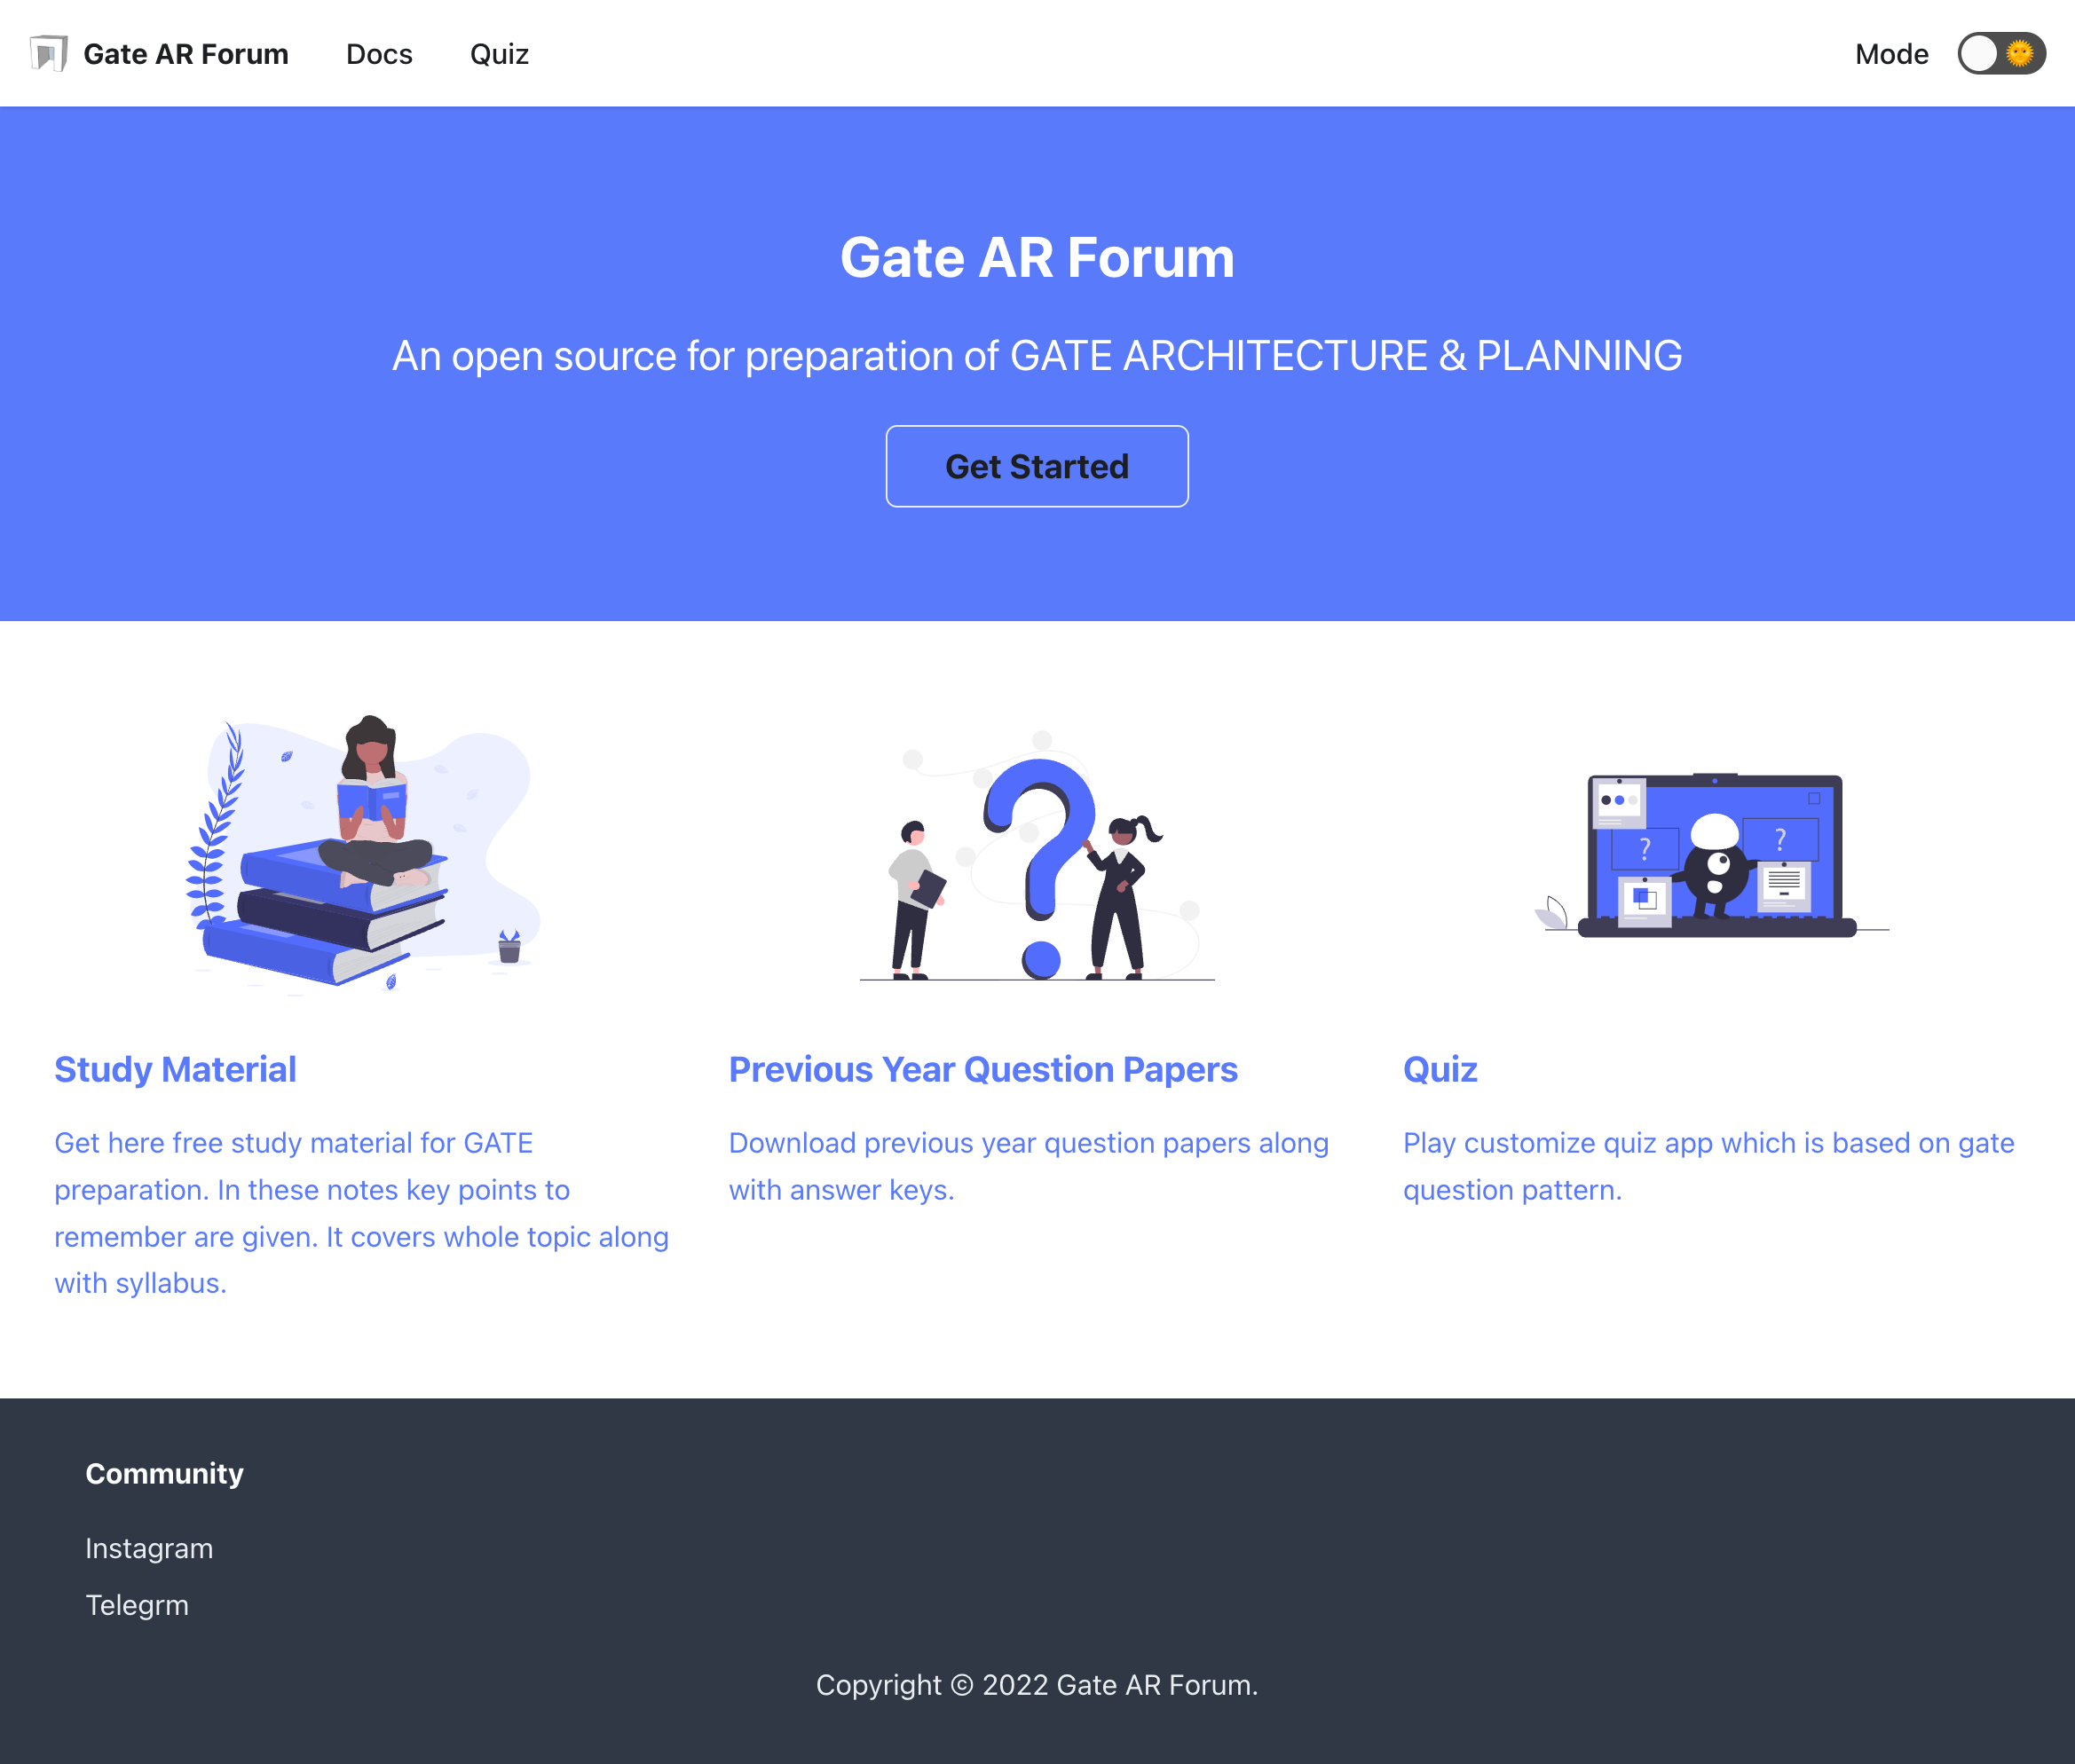 Gate AR Forum
Docs
Quiz
Mode
Gate AR Forum
An open source for preparation of GATE ARCHITECTURE & PLANNING
Get Started
?
?
Study Material
Get here free study material for GATE
preparation. In these notes key points to
remember are given. It covers whole topic along
with syllabus.
Previous Year Question Papers
Download previous year question papers along
with answer keys.
Quiz
Play customize quiz app which is based on gate
question pattern.
Community
Instagram
Telegrm
Copyright © 2022 Gate AR Forum.